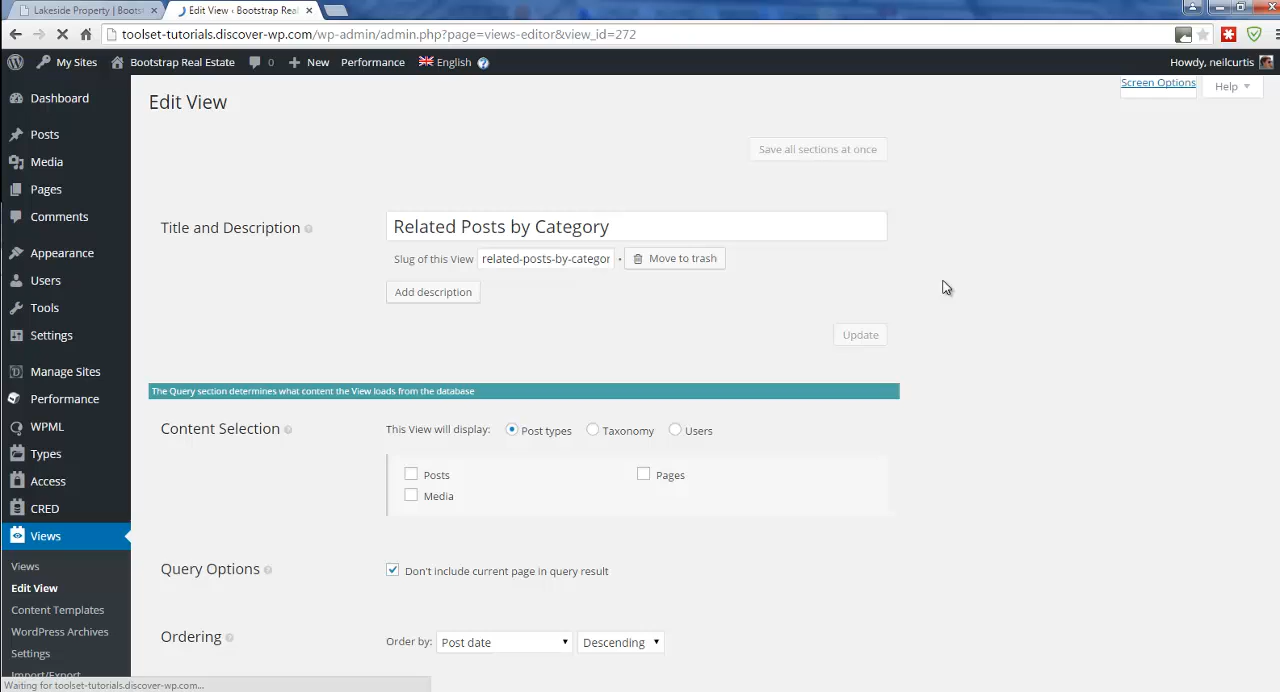 Lakeside Property | Boots
Edit View ‹ Bootstrap Real
toolset-tutorials.discover-wp.com/wp-admin/admin.php?page=views-editor&view_id=272
My Sites Bootstrap Real Estate 0 New Performance English Howdy, neilcurtis
Screen Options Help
Dashboard
Posts
Media
Pages
Comments
Appearance
Users
Tools
Settings
Manage Sites
Performance
WPML
Types
Access
CRED
Views
Views
Edit View
Content Templates
WordPress Archives
Settings
Import/Export
Edit View
Save all sections at once
Title and Description
Related Posts by Category
Slug of this View related-posts-by-categor · Move to trash
Add description
Update
The Query section determines what content the View loads from the database
Content Selection
This View will display: Post types Taxonomy Users
Posts Pages
Media
Query Options
Don't include current page in query result
Ordering
Order by: Post date Descending
Waiting for toolset-tutorials.discover-wp.com...